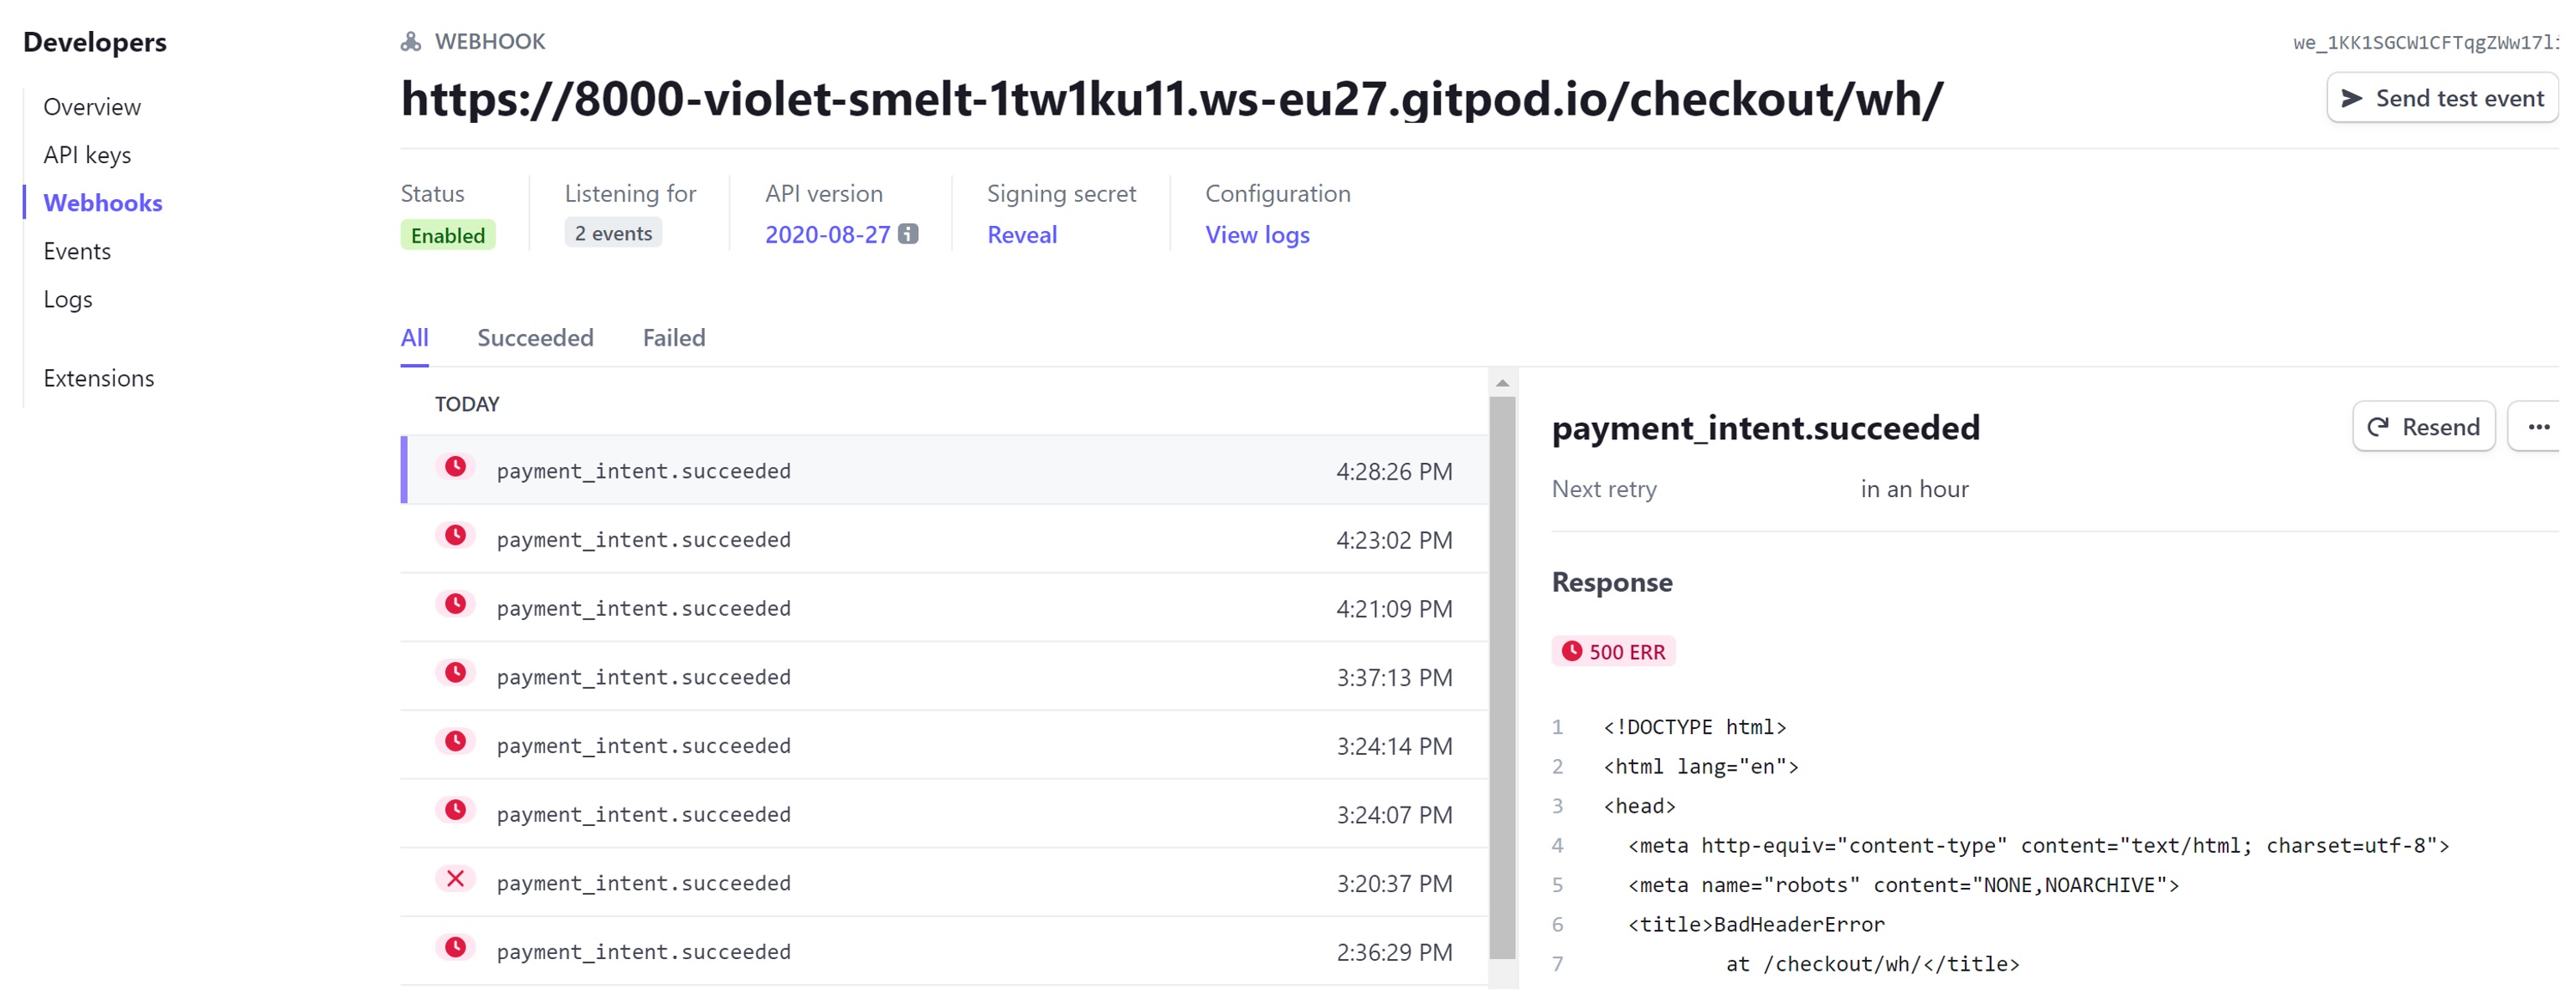 Developers
Overview
API keys
Webhooks
Events
Logs
Extensions
WEBHOOK
we_1KK1SGCW1CFTqgZWw17l
https://8000-violet-smelt-1tw1ku11.ws-eu27.gitpod.io/checkout/wh/
Send test event
Status
Enabled
Listening for
2 events
API version
2020-08-27
Signing secret
Reveal
Configuration
View logs
All Succeeded Failed
TODAY
payment_intent.succeeded 4:28:26 PM
payment_intent.succeeded 4:23:02 PM
payment_intent.succeeded 4:21:09 PM
payment_intent.succeeded 3:37:13 PM
payment_intent.succeeded 3:24:14 PM
payment_intent.succeeded 3:24:07 PM
payment_intent.succeeded 3:20:37 PM
payment_intent.succeeded 2:36:29 PM
payment_intent.succeeded
Resend
Next retry in an hour
Response
500 ERR
1 <!DOCTYPE html>
2 <html lang="en">
3 <head>
4 <meta http-equiv="content-type" content="text/html; charset=utf-8">
5 <meta name="robots" content="NONE,NOARCHIVE">
6 <title>BadHeaderError
7 at /checkout/wh/</title>